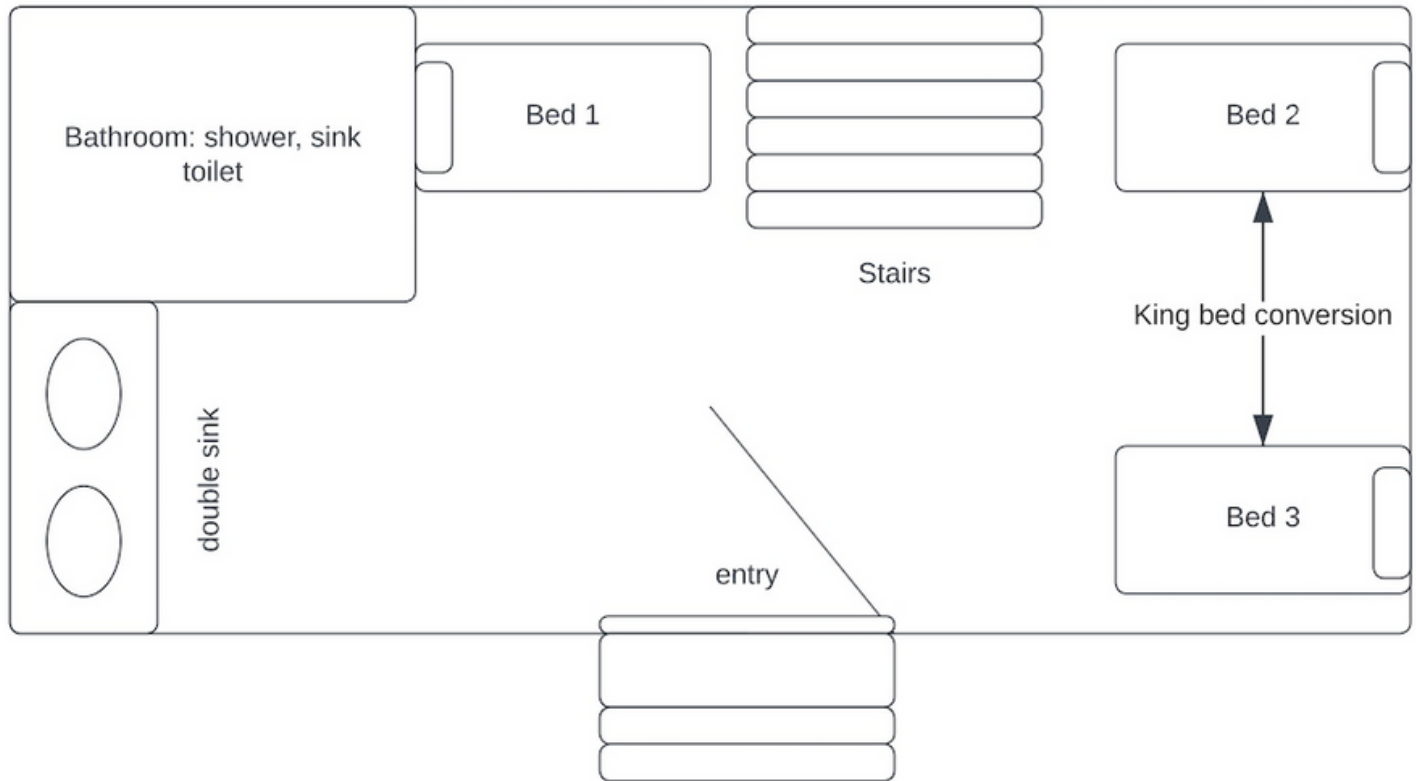 Bathroom: shower, sink
toilet
Bed 1
Bed 2
Stairs
King bed conversion
double sink
Bed 3
entry